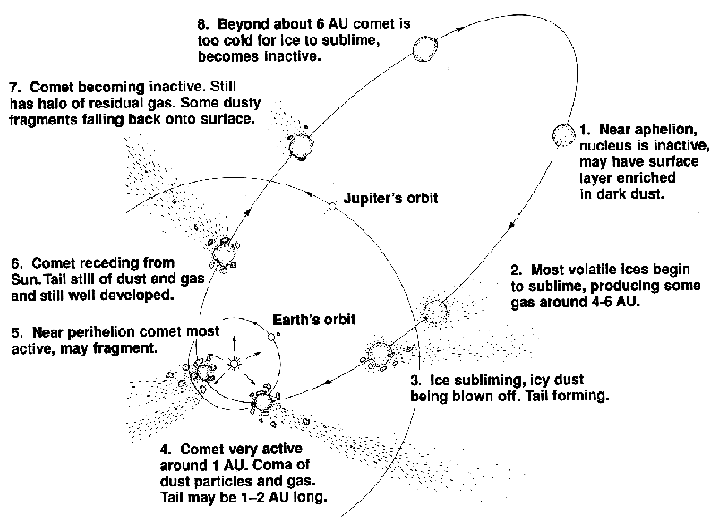 8. Beyond about 6 AU comet is
too cold for ice to sublime,
becomes inactive.
7. Comet becoming inactive. Still
has halo of residual gas. Some dusty
fragments falling back onto surface.
1. Near aphelion,
nucleus is inactive,
may have surface
layer enriched
in dark dust.
Jupiter's orbit
6. Comet receding from
Sun. Tail still of dust and gas
and still well developed.
2. Most volatile ices begin
to sublime, producing some
gas around 4-6 AU.
Earth's orbit
5. Near perihelion comet most
active, may fragment.
3. Ice subliming, icy dust
being blown off. Tail forming.
4. Comet very active
around 1 AU. Coma of
dust particles and gas.
Tail may be 1–2 AU long.